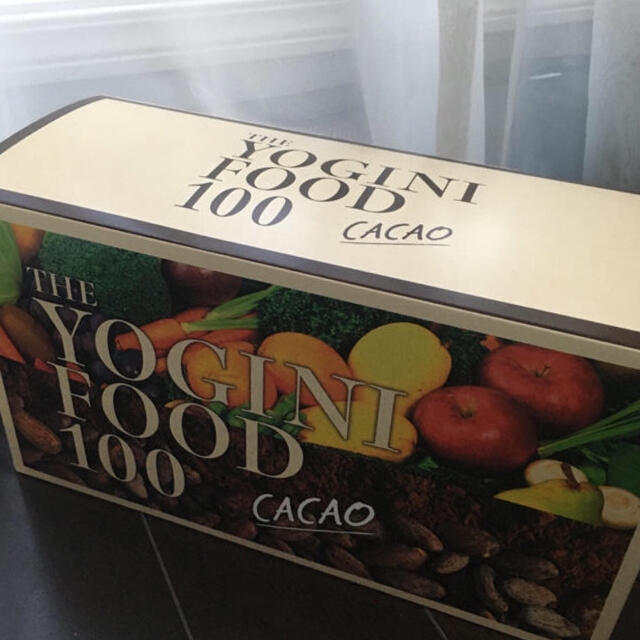 THE
YOGINI
FOOD
100 CACAO
THE
YOGINI
FOOD
100
CACAO